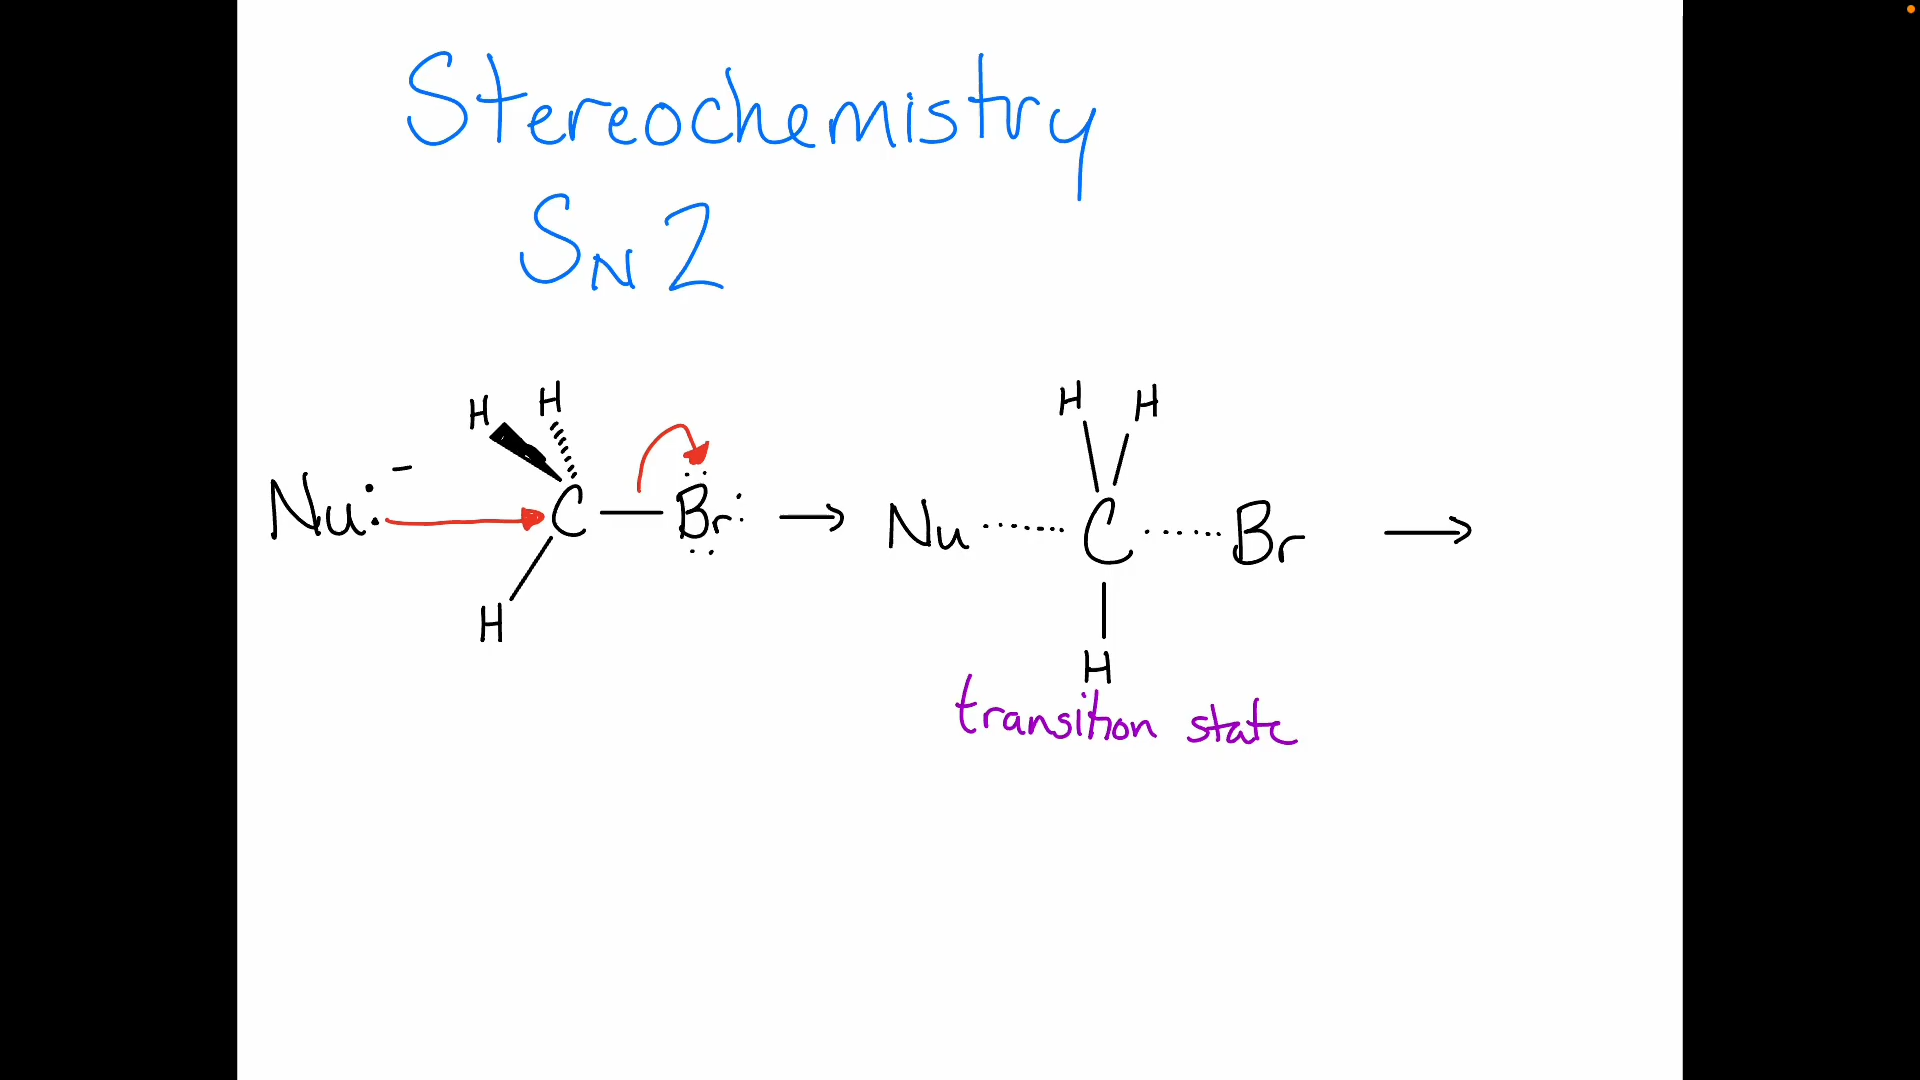 Stereochemistry
SN2
H H H H
Nu:⁻ C Br → Nu C Br →
H H
transition state